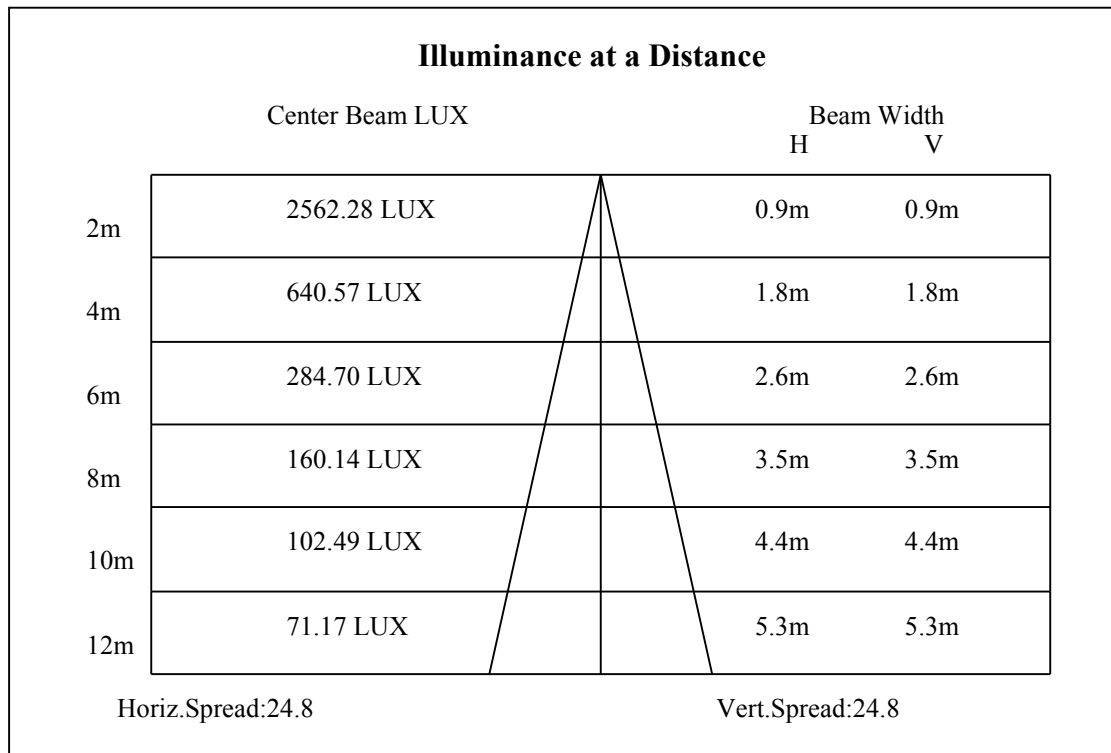 Illuminance at a Distance
Center Beam LUX Beam Width
H V
2m 2562.28 LUX 0.9m 0.9m
4m 640.57 LUX 1.8m 1.8m
6m 284.70 LUX 2.6m 2.6m
8m 160.14 LUX 3.5m 3.5m
10m 102.49 LUX 4.4m 4.4m
12m 71.17 LUX 5.3m 5.3m
Horiz.Spread:24.8 Vert.Spread:24.8